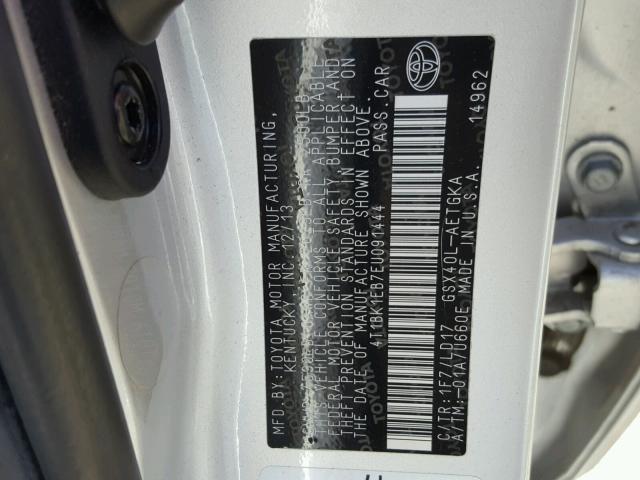 MFD. BY: TOYOTA MOTOR MANUFACTURING,
KENTUCKY, INC. 12/13
THIS VEHICLE CONFORMS TO ALL APPLICABLE
FEDERAL MOTOR VEHICLE SAFETY, BUMPER AND
THEFT PREVENTION STANDARDS IN EFFECT ON
THE DATE OF MANUFACTURE SHOWN ABOVE.
4T1BK1EB7EU091444 PASS. CAR
C/TR: 1F7/LD17 GSX40L-AETGKA
A/TM: -01A/U660E MADE IN U.S.A. 14962
TOYOTA